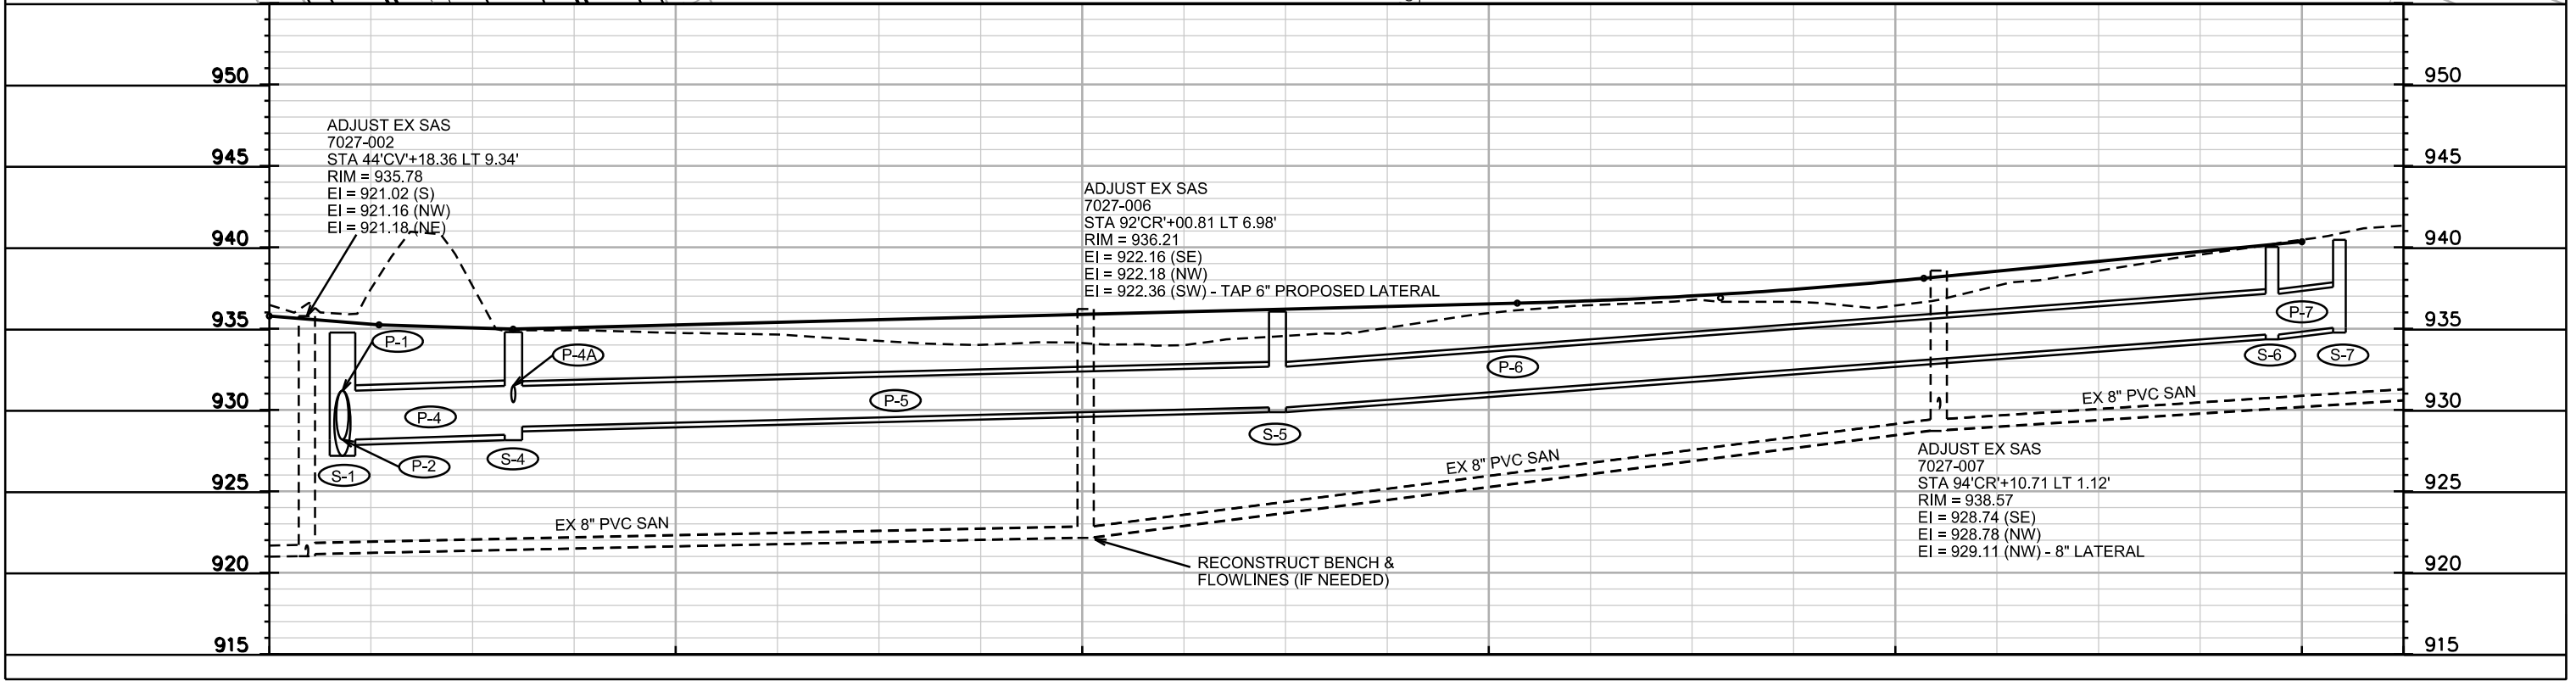 950
950
ADJUST EX SAS
7027-002
STA 44'CV'+18.36 LT 9.34'
RIM = 935.78
EI = 921.02 (S)
EI = 921.16 (NW)
EI = 921.18 (NE)
945
945
ADJUST EX SAS
7027-006
STA 92'CR'+00.81 LT 6.98'
RIM = 936.21
EI = 922.16 (SE)
EI = 922.18 (NW)
EI = 922.36 (SW) - TAP 6" PROPOSED LATERAL
940
940
935
935
P-1
P-4A
P-6
P-7
S-6
S-7
930
930
P-4
P-5
EX 8" PVC SAN
S-1
P-2
S-4
S-5
EX 8" PVC SAN
ADJUST EX SAS
7027-007
STA 94'CR'+10.71 LT 1.12'
RIM = 938.57
EI = 928.74 (SE)
EI = 928.78 (NW)
EI = 929.11 (NW) - 8" LATERAL
925
925
EX 8" PVC SAN
RECONSTRUCT BENCH &
FLOWLINES (IF NEEDED)
920
920
915
915